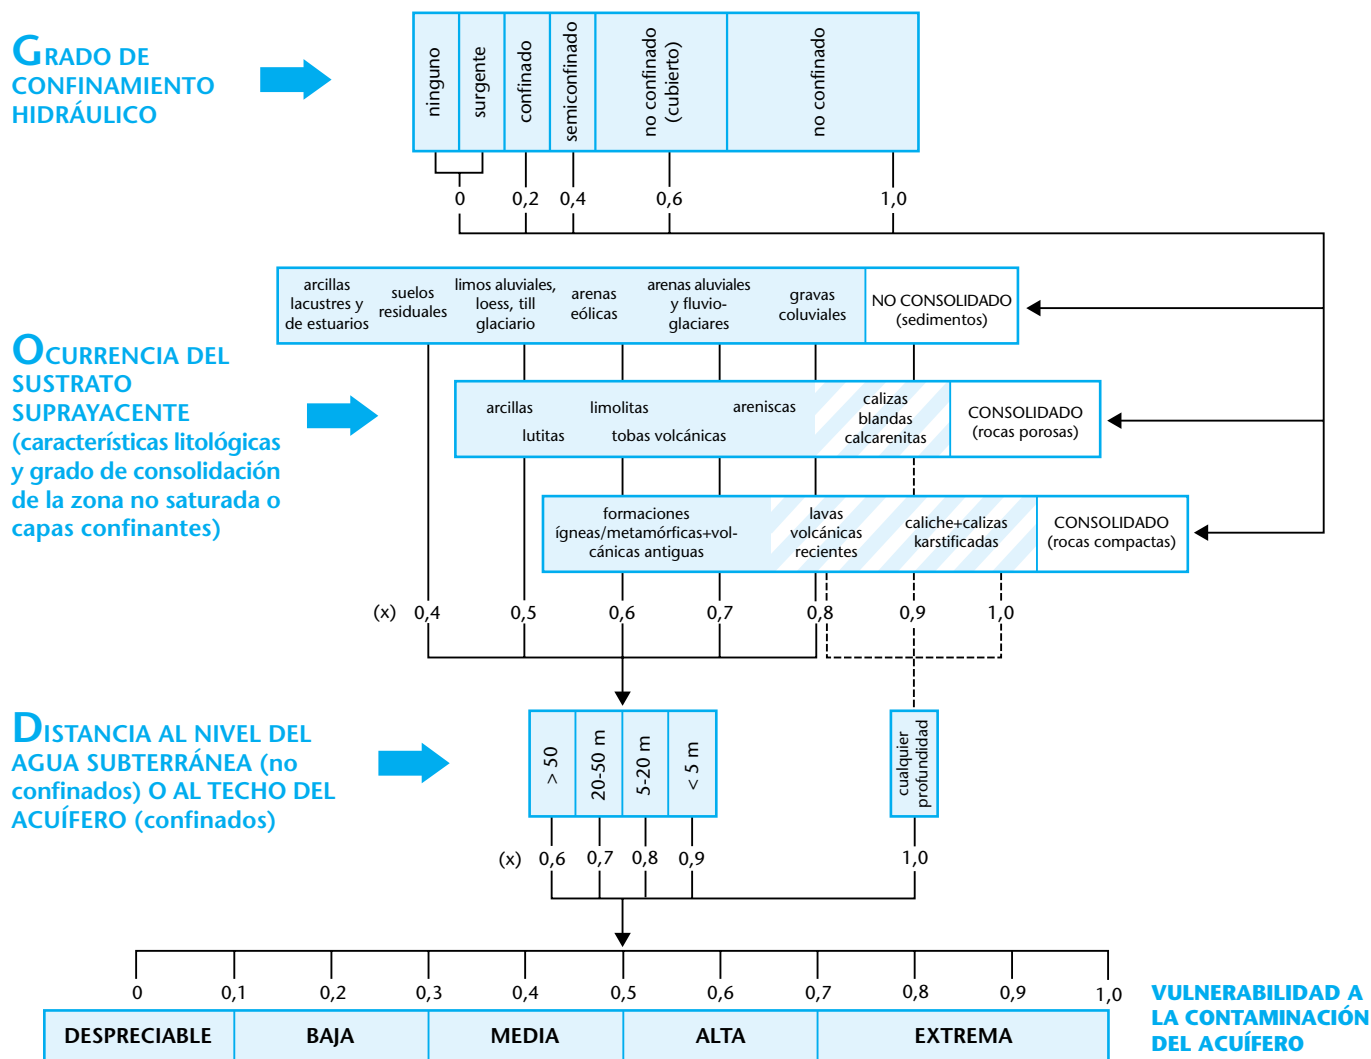 GRADO DE
CONFINAMIENTO
HIDRÁULICO
ninguno
surgente
confinado
semiconfinado
no confinado
(cubierto)
no confinado
0
0,2
0,4
0,6
1,0
OCURRENCIA DEL
SUSTRATO
SUPRAYACENTE
(características litológicas
y grado de consolidación
de la zona no saturada o
capas confinantes)
arcillas
lacustres y
de estuarios
suelos
residuales
limos aluviales,
loess, till
glaciario
arenas
eólicas
arenas aluviales
y fluvio-
glaciares
gravas
coluviales
NO CONSOLIDADO
(sedimentos)
arcillas
lutitas
limolitas
tobas volcánicas
areniscas
calizas
blandas
calcarenitas
CONSOLIDADO
(rocas porosas)
formaciones
ígneas/metamórficas+vol-
cánicas antiguas
lavas
volcánicas
recientes
caliche+calizas
karstificadas
CONSOLIDADO
(rocas compactas)
(x) 0,4 0,5 0,6 0,7 0,8 0,9 1,0
DISTANCIA AL NIVEL DEL
AGUA SUBTERRÁNEA (no
confinados) O AL TECHO DEL
ACUÍFERO (confinados)
> 50
20-50 m
5-20 m
< 5 m
cualquier
profundidad
(x) 0,6 0,7 0,8 0,9 1,0
0 0,1 0,2 0,3 0,4 0,5 0,6 0,7 0,8 0,9 1,0
DESPRECIABLE BAJA MEDIA ALTA EXTREMA
VULNERABILIDAD A
LA CONTAMINACIÓN
DEL ACUÍFERO